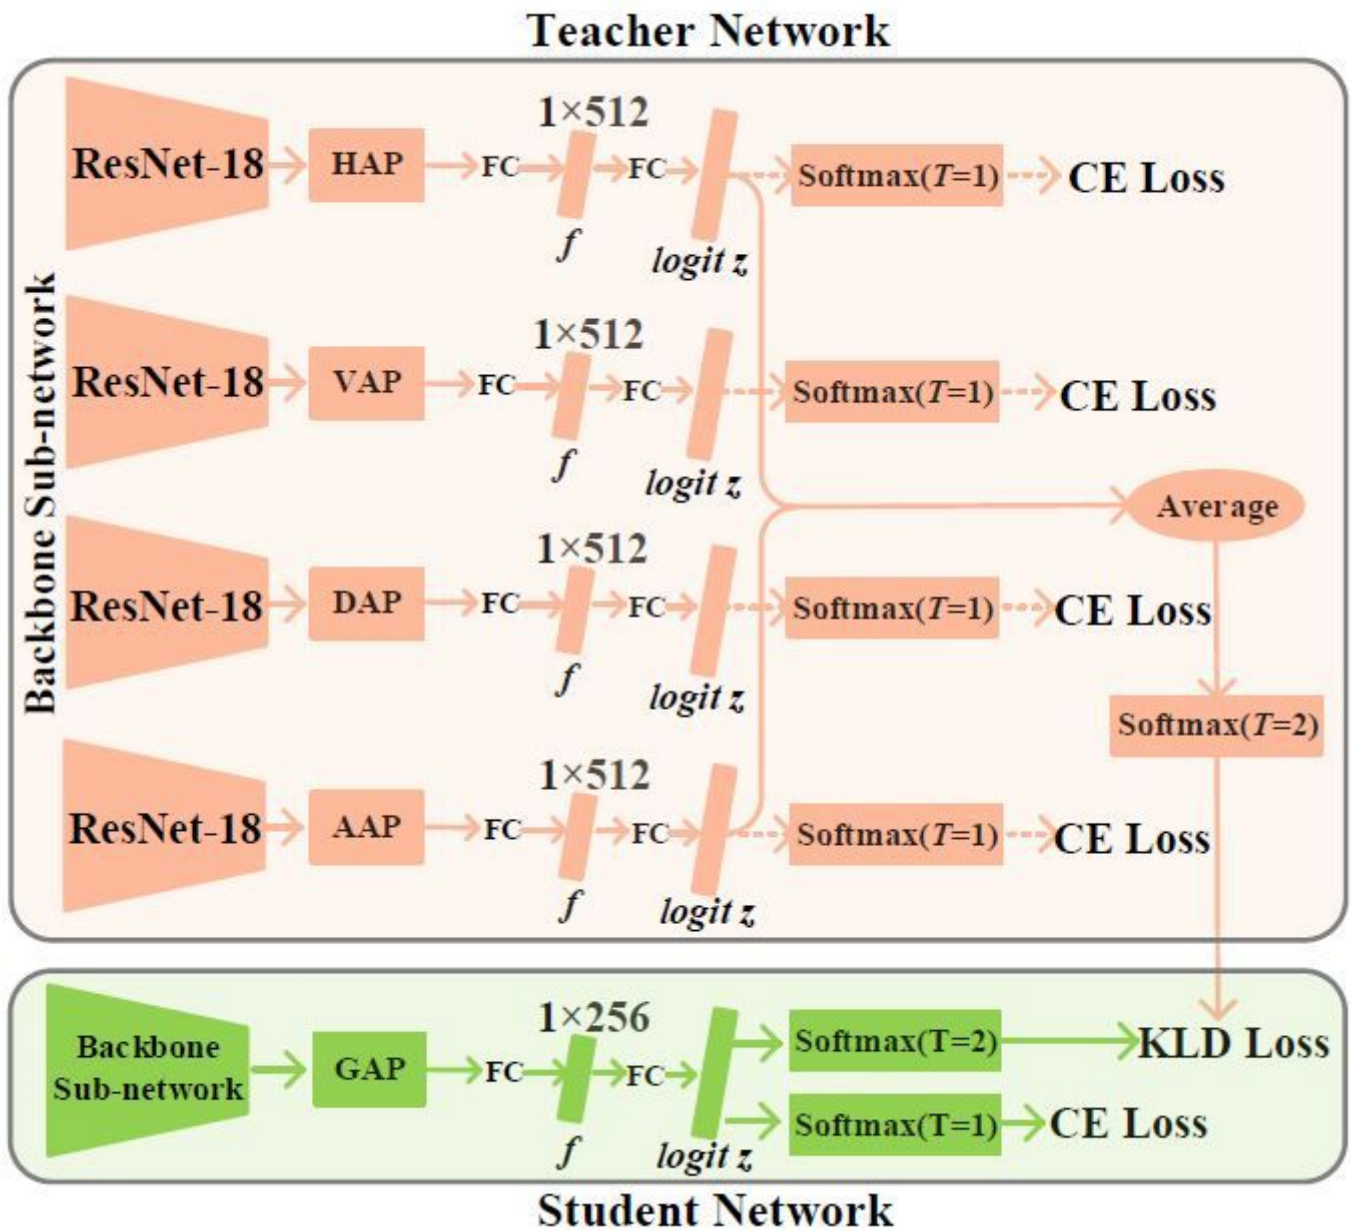 Teacher Network
Backbone Sub-network
1×512
ResNet-18 HAP FC FC Softmax(T=1) CE Loss
f logit z
1×512
ResNet-18 VAP FC FC Softmax(T=1) CE Loss
f logit z
Average
1×512
ResNet-18 DAP FC FC Softmax(T=1) CE Loss
f logit z
Softmax(T=2)
1×512
ResNet-18 AAP FC FC Softmax(T=1) CE Loss
f logit z
1×256
Backbone
Sub-network
GAP FC FC
Softmax(T=2) KLD Loss
Softmax(T=1) CE Loss
f logit z
Student Network